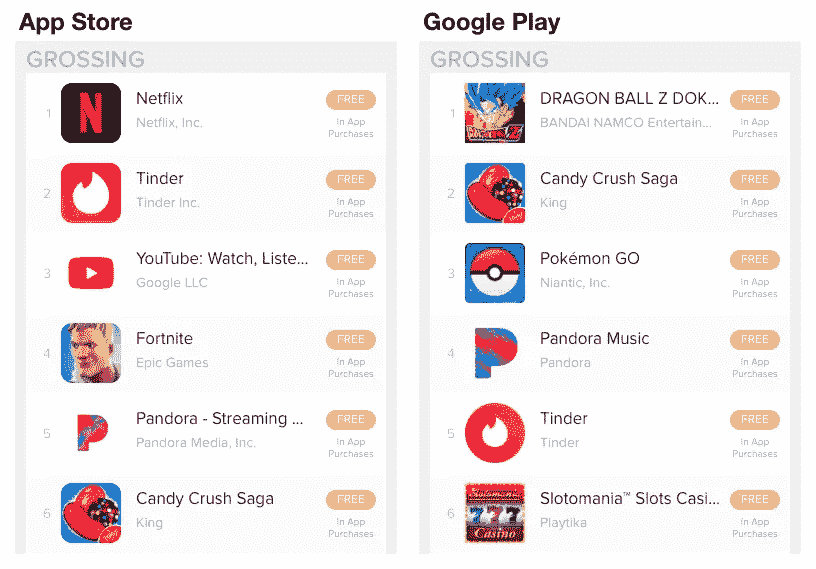 App Store
GROSSING
1
Netflix
Netflix, Inc.
FREE
In App
Purchases
2
Tinder
Tinder Inc.
FREE
In App
Purchases
3
YouTube: Watch, Liste...
Google LLC
FREE
In App
Purchases
4
Fortnite
Epic Games
FREE
In App
Purchases
5
Pandora - Streaming ...
Pandora Media, Inc.
FREE
In App
Purchases
6
Candy Crush Saga
King
FREE
In App
Purchases
Google Play
GROSSING
1
DRAGON BALL Z DOK...
BANDAI NAMCO Entertain...
FREE
In App
Purchases
2
Candy Crush Saga
King
FREE
In App
Purchases
3
Pokémon GO
Niantic, Inc.
FREE
In App
Purchases
4
Pandora Music
Pandora
FREE
In App
Purchases
5
Tinder
Tinder
FREE
In App
Purchases
6
Slotomania
777
Casino
Slotomania™ Slots Casi...
Playtika
FREE
In App
Purchases